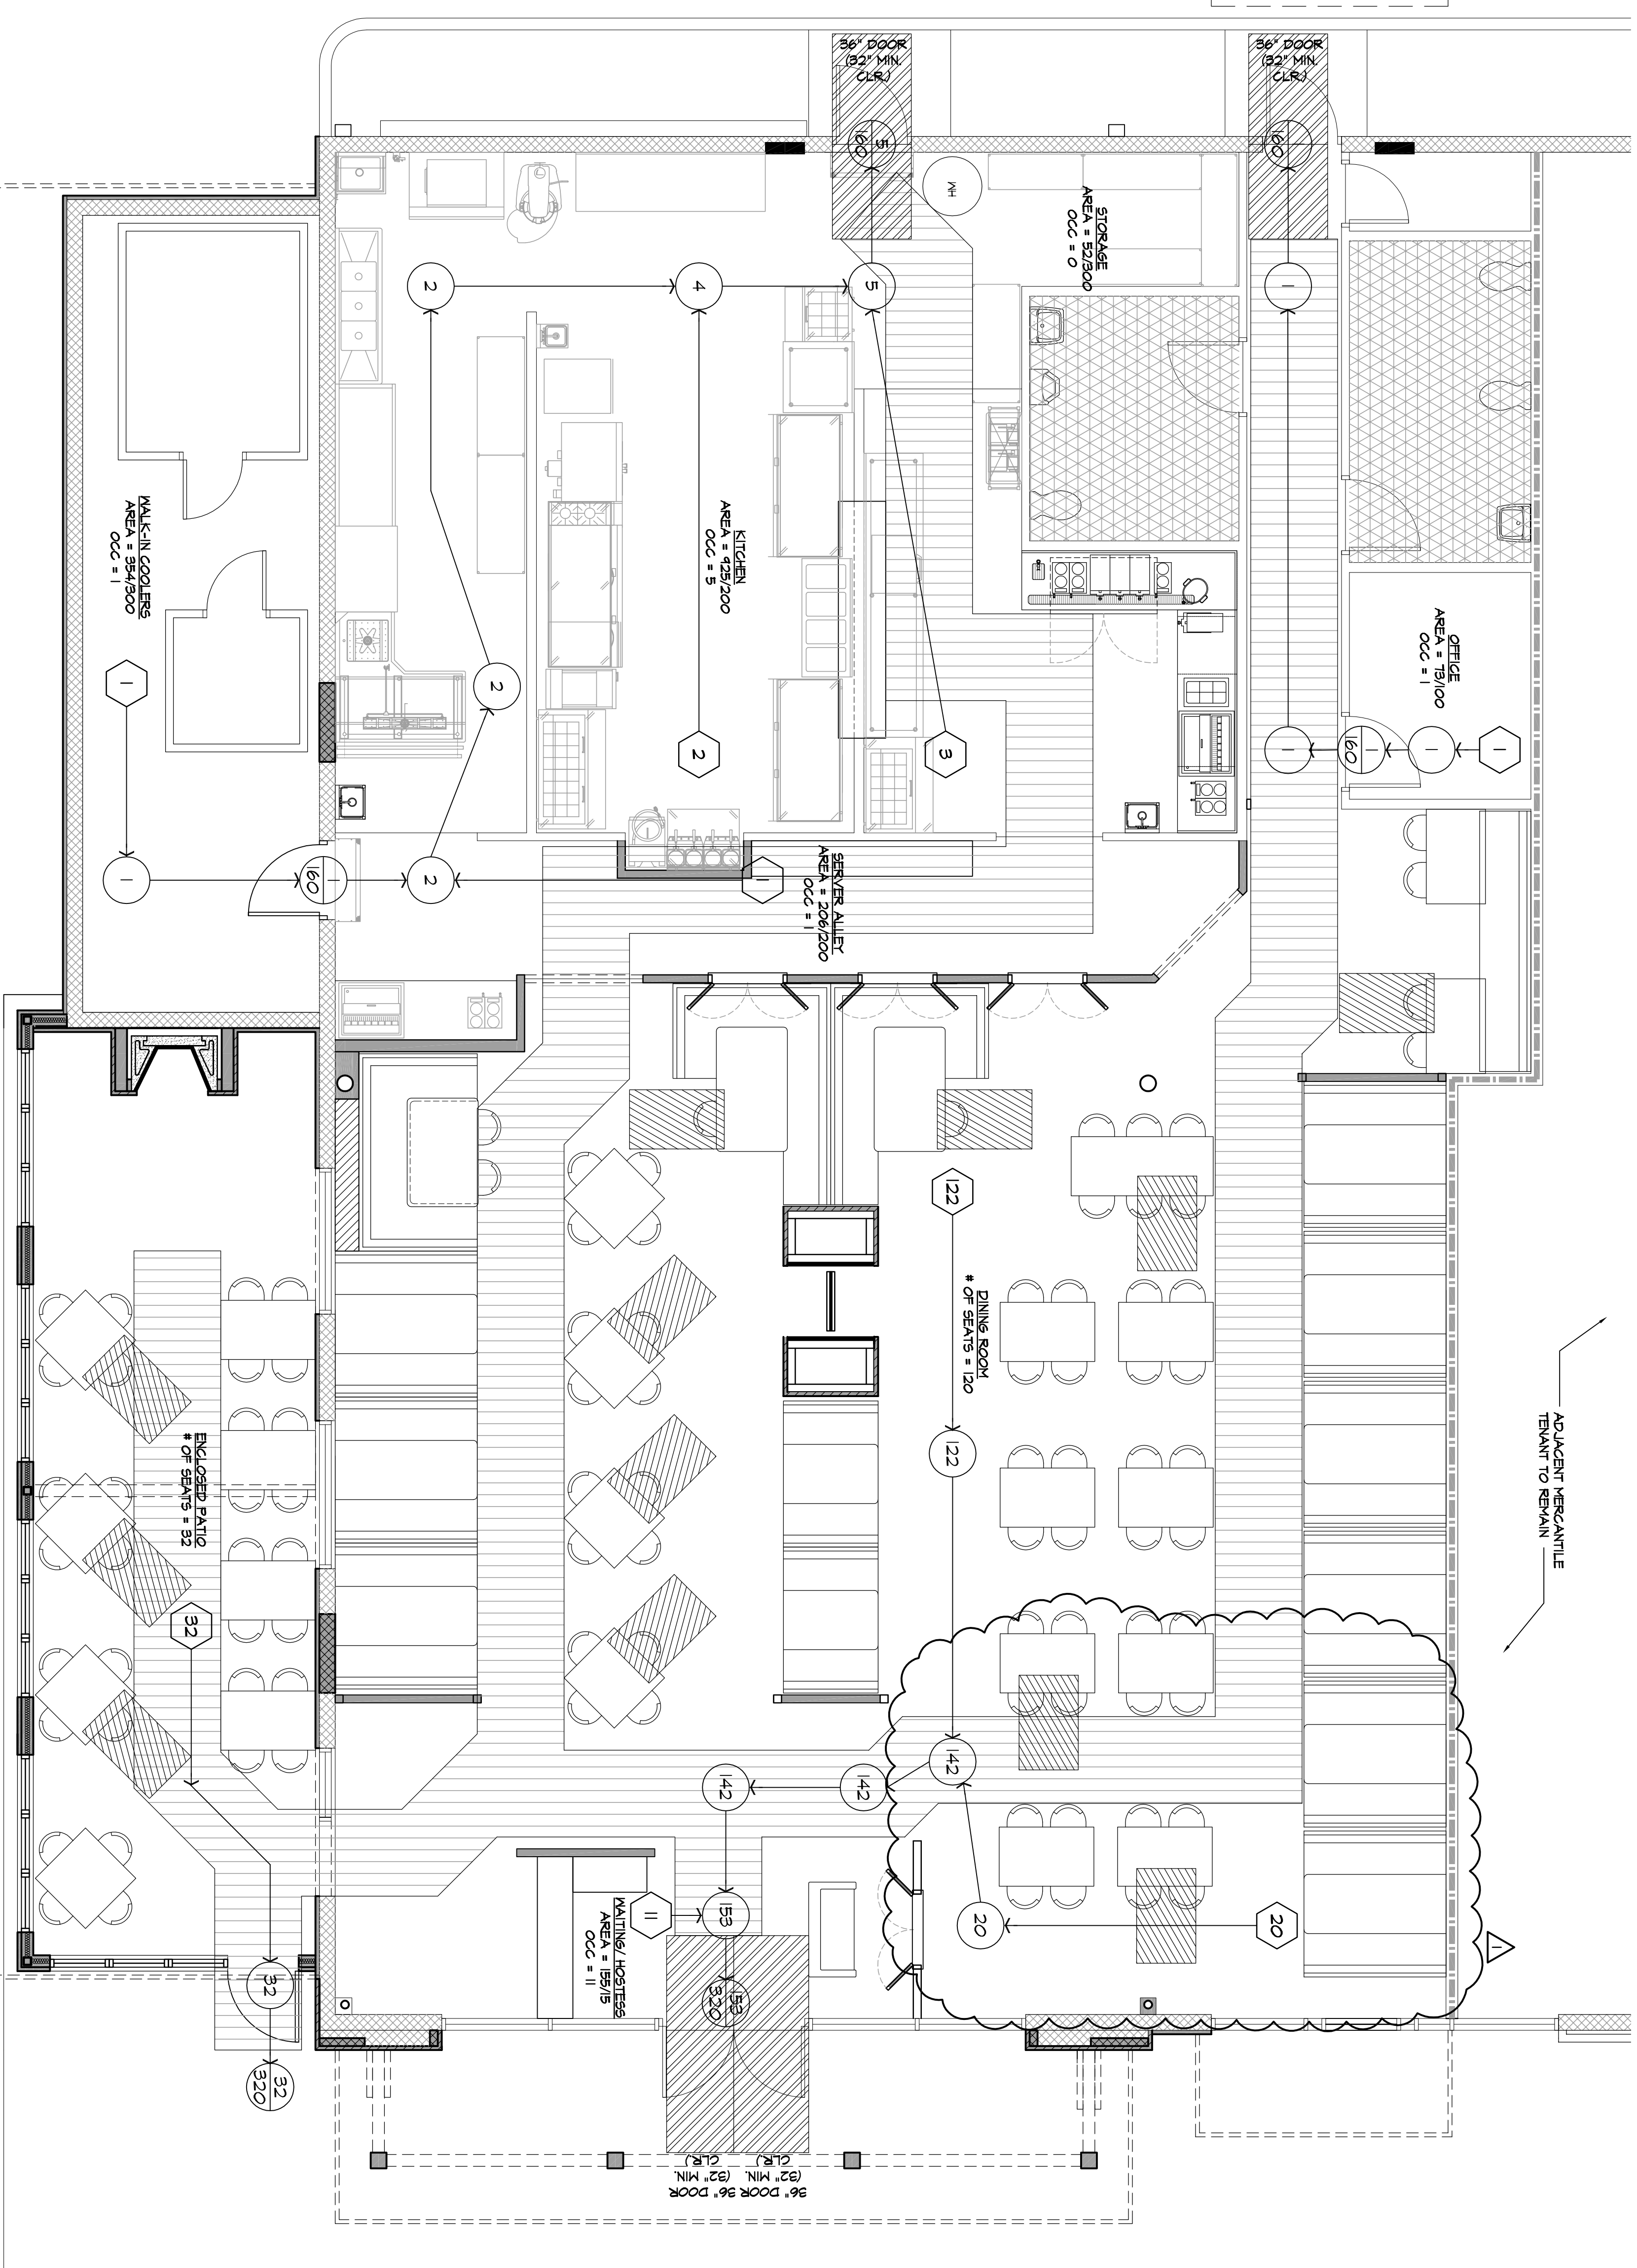 36" DOOR
(32" MIN.
CLR.)
36" DOOR
(32" MIN.
CLR.)
5
160
160
WH
STORAGE
AREA = 52/300
OCC = 0
2
4
5
1
KITCHEN
AREA = 925/200
OCC = 5
WALK-IN COOLERS
AREA = 354/300
OCC = 1
OFFICE
AREA = 73/100
OCC = 1
1
2
2
3
1
1
160
1
1
1
1
160
2
1
SERVER ALLEY
AREA = 206/200
OCC = 1
122
DINING ROOM
# OF SEATS = 120
122
ADJACENT MERCANTILE
TENANT TO REMAIN
ENCLOSED PATIO
# OF SEATS = 32
32
142
142
142
20
20
1
WAITING/HOSTESS
AREA = 155/15
OCC = 11
11
153
153
320
32
32
320
36" DOOR
(32" MIN.
CLR.)
36" DOOR
(32" MIN.
CLR.)